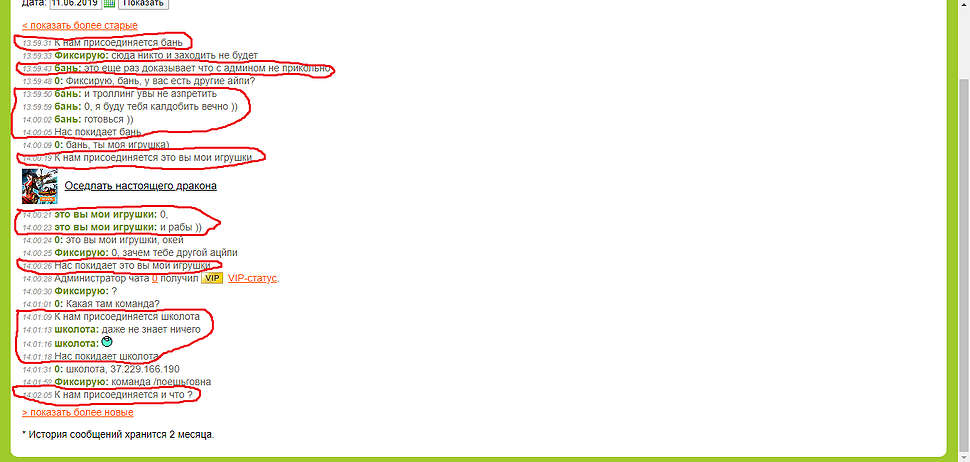 Дата: 11.06.2019 Показать
< показать более старые
13:59:31 К нам присоединяется бань
13:59:33 Фиксирую: сюда никто и заходить не будет
13:59:43 бань: это еще раз доказывает что с админом не прикольно
13:59:48 0: Фиксирую, бань, у вас есть другие айпи?
13:59:50 бань: и троллинг увы не азпретить
13:59:59 бань: 0, я буду тебя калдобить вечно ))
14:00:02 бань: готовься ))
14:00:05 Нас покидает бань
14:00:09 0: бань, ты моя игрушка)
14:00:19 К нам присоединяется это вы мои игрушки
Оседлать настоящего дракона
14:00:21 это вы мои игрушки: 0,
14:00:23 это вы мои игрушки: и рабы ))
14:00:24 0: это вы мои игрушки, окей
14:00:25 Фиксирую: 0, зачем тебе другой ацйпи
14:00:26 Нас покидает это вы мои игрушки
14:00:28 Администратор чата 0 получил VIP VIP-статус.
14:00:30 Фиксирую: ?
14:01:01 0: Какая там команда?
14:01:09 К нам присоединяется школота
14:01:13 школота: даже не знает ничего
14:01:16 школота:
14:01:18 Нас покидает школота
14:01:31 0: школота, 37.229.166.190
14:01:52 Фиксирую: команда /поешьговна
14:02:05 К нам присоединяется и что ?
> показать более новые
* История сообщений хранится 2 месяца.